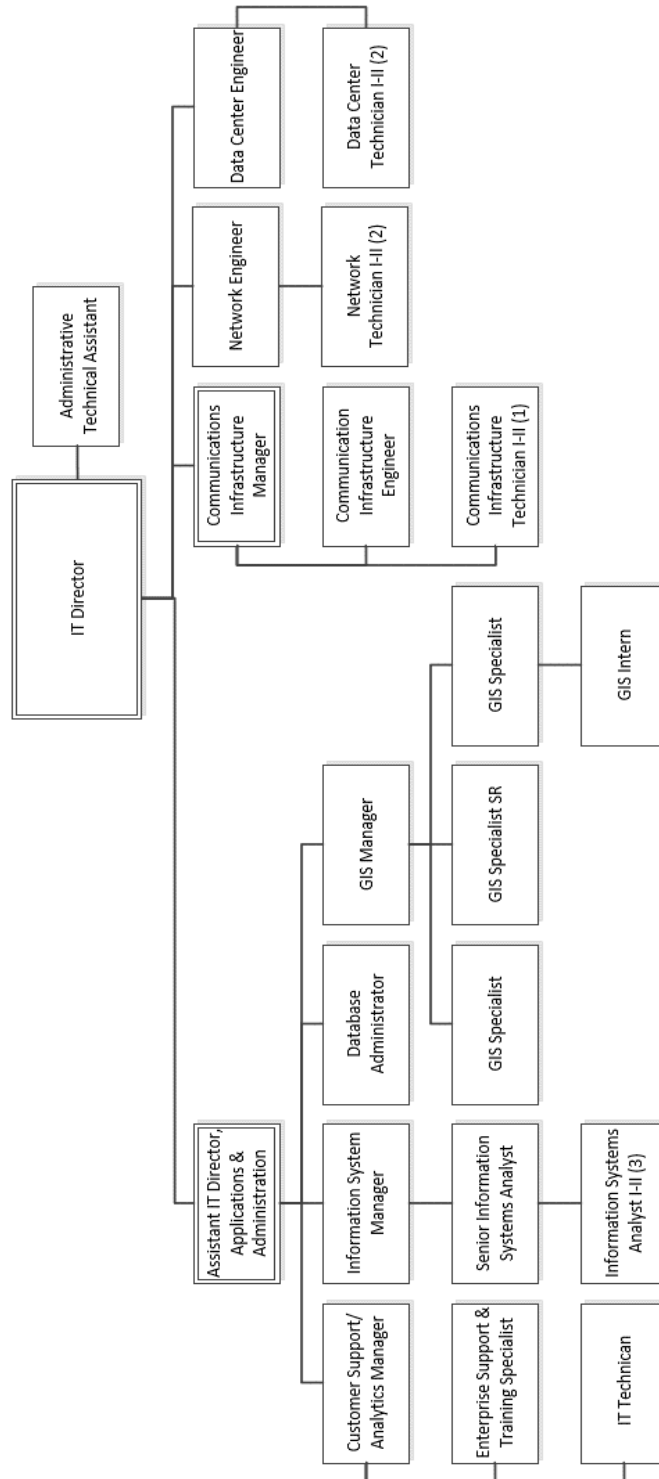 IT Director
Administrative
Technical Assistant
Assistant IT Director,
Applications &
Administration
Communications
Infrastructure
Manager
Network Engineer
Data Center Engineer
Customer Support/
Analytics Manager
Information System
Manager
Database
Administrator
GIS Manager
Communication
Infrastructure
Engineer
Network
Technician I-II (2)
Data Center
Technician I-II (2)
Enterprise Support &
Training Specialist
Senior Information
Systems Analyst
GIS Specialist
GIS Specialist SR
GIS Specialist
Communications
Infrastructure
Technician I-II (1)
IT Technican
Information Systems
Analyst I-II (3)
GIS Intern